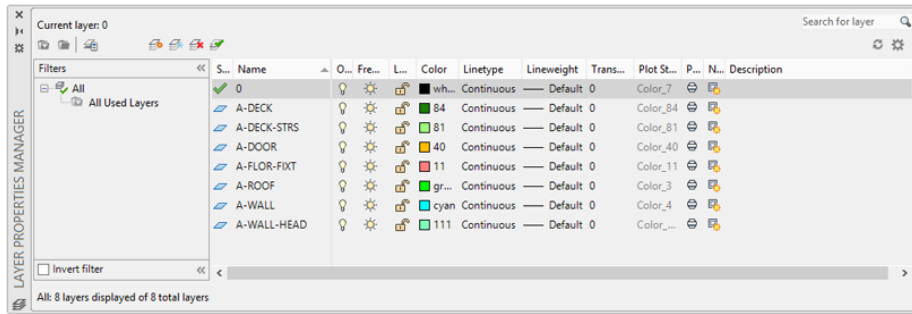 Current layer: 0
Search for layer
Filters
All
All Used Layers
S... Name O... Fre... L... Color Linetype Lineweight Trans... Plot St... P... N... Description
0 wh... Continuous Default 0 Color_7
A-DECK 84 Continuous Default 0 Color_84
A-DECK-STRS 81 Continuous Default 0 Color_81
A-DOOR 40 Continuous Default 0 Color_40
A-FLOR-FIXT 11 Continuous Default 0 Color_11
A-ROOF gr... Continuous Default 0 Color_3
A-WALL cyan Continuous Default 0 Color_4
A-WALL-HEAD 111 Continuous Default 0 Color_...
Invert filter
All: 8 layers displayed of 8 total layers
LAYER PROPERTIES MANAGER